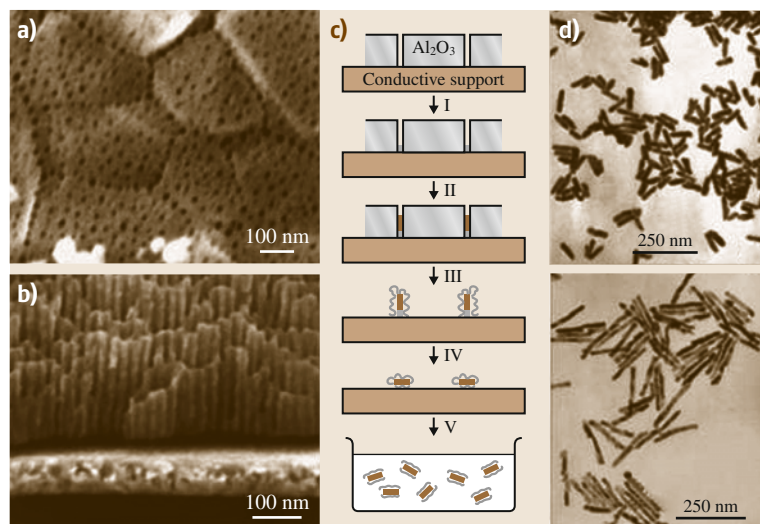 a)
100 nm
b)
100 nm
c)
Al₂O₃
Conductive support
I
II
III
IV
V
d)
250 nm
250 nm